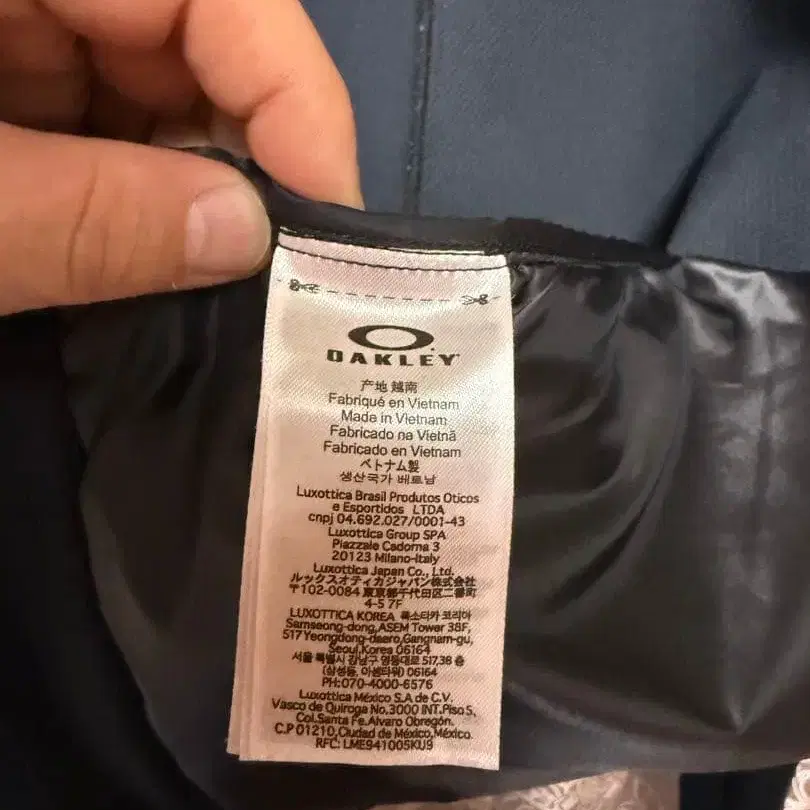 OAKLEY
产地 越南
Fabriqué en Vietnam
Made in Vietnam
Fabricado na Vietnã
Fabricado en Vietnam
ベトナム製
생산국가 베트남
Luxottica Brasil Produtos Oticos
e Esportidos LTDA
cnpj 04.692.027/0001-43
Luxottica Group SPA
Piazzale Cadorna 3
20123 Milano-Italy
Luxottica Japan Co., Ltd.
ルックスオティカジャパン株式会社
〒102-0084 東京都千代田区二番町
4-5 7F
LUXOTTICA KOREA 룩소타카 코리아
Samseong-dong,ASEM Tower 38F,
517 Yeongdong-daero,Gangnam-gu,
Seoul,Korea 06164
서울 특별시 강남구 영동대로 517,38 층
(삼성동, 아셈타워) 06164
PH:070-4000-6576
Luxottica México S.A de C.V.
Vasco de Quiroga No.3000 INT.Piso 5,
Col.Santa Fe.Alvaro Obregón.
C.P 01210,Ciudad de México,México.
RFC: LME941005KU9